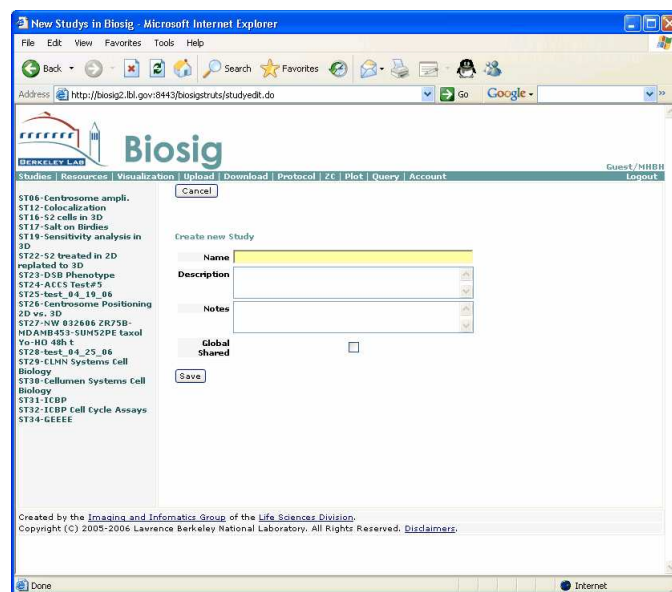 New Studys in Biosig - Microsoft Internet Explorer
File Edit View Favorites Tools Help
Back Search Favorites
Address http://biosig2.lbl.gov:8443/biosigstruts/studyedit.do Go Google
BERKELEY LAB
Biosig
Guest/MHBH
Studies | Resources | Visualization | Upload | Download | Protocol | ZC | Plot | Query | Account Logout
Cancel
ST06-Centrosome ampli.
ST12-Colocalization
ST16-S2 cells in 3D
ST17-Salt on Birdies
ST19-Sensitivity analysis in
3D
ST22-S2 treated in 2D
replated to 3D
ST23-DSB Phenotype
ST24-ACCS Test#5
ST25-test_04_19_06
ST26-Centrosome Positioning
2D vs. 3D
ST27-NW 032606 ZR75B-
MDAMB453-SUM52PE taxol
Yo-HO 48h t
ST28-test_04_25_06
ST29-CLMN Systems Cell
Biology
ST30-Cellumen Systems Cell
Biology
ST31-ICBP
ST32-ICBP Cell Cycle Assays
ST34-GEEEE
Create new Study
Name
Description
Notes
Global
Shared
Save
Created by the Imaging and Infomatics Group of the Life Sciences Division.
Copyright (C) 2005-2006 Lawrence Berkeley National Laboratory. All Rights Reserved. Disclaimers.
Done Internet